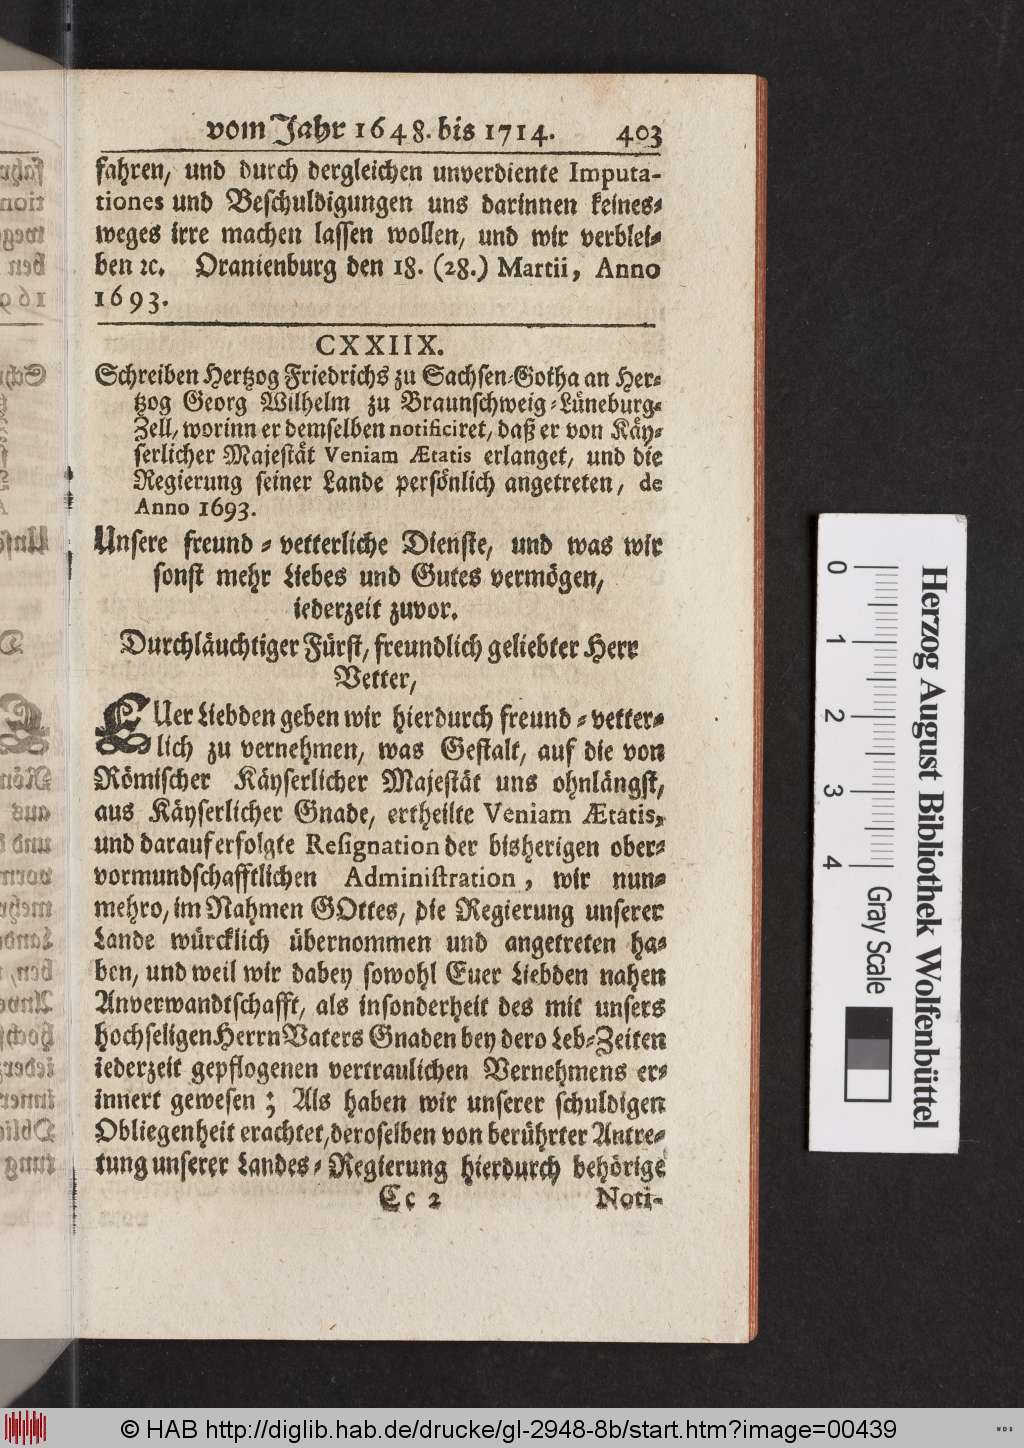 vom Jahr 1648. bis 1714. 403
fahren, und durch dergleichen unverdiente Imputa-
tiones und Beschuldigungen uns darinnen keines-
weges irre machen lassen wollen, und wir verblei-
ben ꝛc. Oranienburg den 18. (28.) Martii, Anno
1693.
CXXIIX.
Schreiben Hertzog Friedrichs zu Sachsen-Gotha an Her-
tzog Georg Wilhelm zu Braunschweig-Lüneburg-
Zell, worinn er demselben notificiret, daß er von Käy-
serlicher Majestät Veniam Ætatis erlanget, und die
Regierung seiner Lande persönlich angetreten, de
Anno 1693.
Unsere freund-vetterliche Dienste, und was wir
sonst mehr Liebes und Gutes vermögen,
iederzeit zuvor.
Durchläuchtiger Fürst, freundlich geliebter Herr
Vetter,
EUer Liebden geben wir hierdurch freund-vetter-
lich zu vernehmen, was Gestalt, auf die von
Römischer Käyserlicher Majestät uns ohnlängst,
aus Käyserlicher Gnade, ertheilte Veniam Ætatis,
und darauf erfolgte Resignation der bisherigen ober-
vormundschafftlichen Administration, wir nun-
mehro, im Nahmen GOttes, die Regierung unserer
Lande würcklich übernommen und angetreten ha-
ben, und weil wir dabey sowohl Euer Liebden nahen
Anverwandtschafft, als insonderheit des mit unsers
hochseligen Herrn Vaters Gnaden bey dero Leb-Zeiten
iederzeit gepflogenen vertraulichen Vernehmens er-
innert gewesen; Als haben wir unserer schuldigen
Obliegenheit erachtet, deroselben von berührter Antre-
tung unserer Landes-Regierung hierdurch behörige
Cc 2 Noti-
0 1 2 3 4
Gray Scale
Herzog August Bibliothek Wolfenbüttel
© HAB http://diglib.hab.de/drucke/gl-2948-8b/start.htm?image=00439